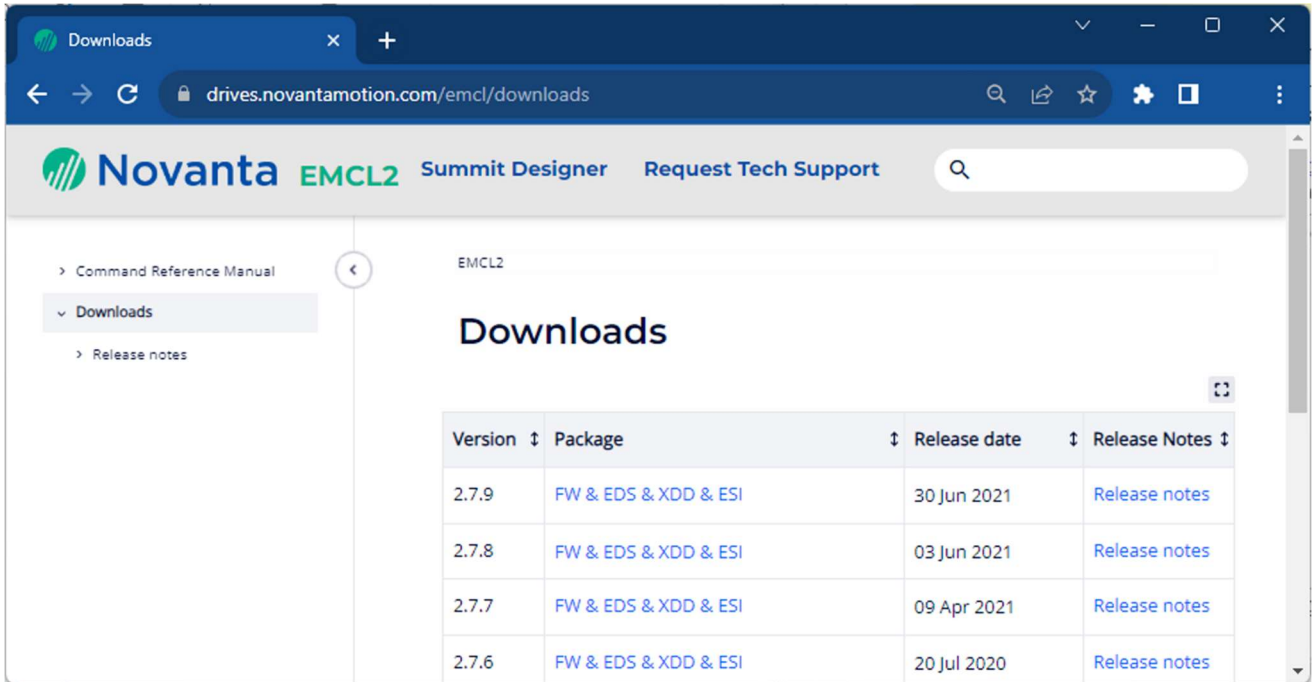 Downloads
drives.novantamotion.com/emcl/downloads
Novanta EMCL2 Summit Designer Request Tech Support
Command Reference Manual
Downloads
Release notes
EMCL2
Downloads
Version Package Release date Release Notes
2.7.9 FW & EDS & XDD & ESI 30 Jun 2021 Release notes
2.7.8 FW & EDS & XDD & ESI 03 Jun 2021 Release notes
2.7.7 FW & EDS & XDD & ESI 09 Apr 2021 Release notes
2.7.6 FW & EDS & XDD & ESI 20 Jul 2020 Release notes